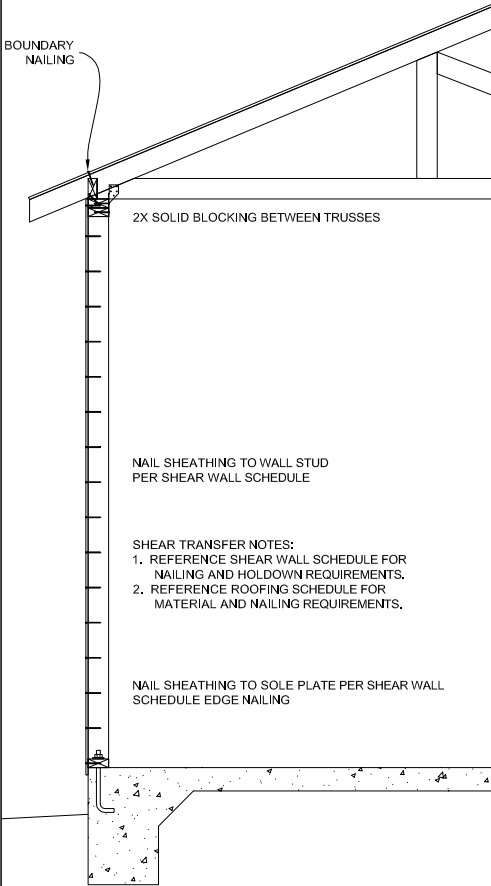 BOUNDARY
NAILING
2X SOLID BLOCKING BETWEEN TRUSSES
NAIL SHEATHING TO WALL STUD
PER SHEAR WALL SCHEDULE
SHEAR TRANSFER NOTES:
1. REFERENCE SHEAR WALL SCHEDULE FOR
NAILING AND HOLDOWN REQUIREMENTS.
2. REFERENCE ROOFING SCHEDULE FOR
MATERIAL AND NAILING REQUIREMENTS.
NAIL SHEATHING TO SOLE PLATE PER SHEAR WALL
SCHEDULE EDGE NAILING